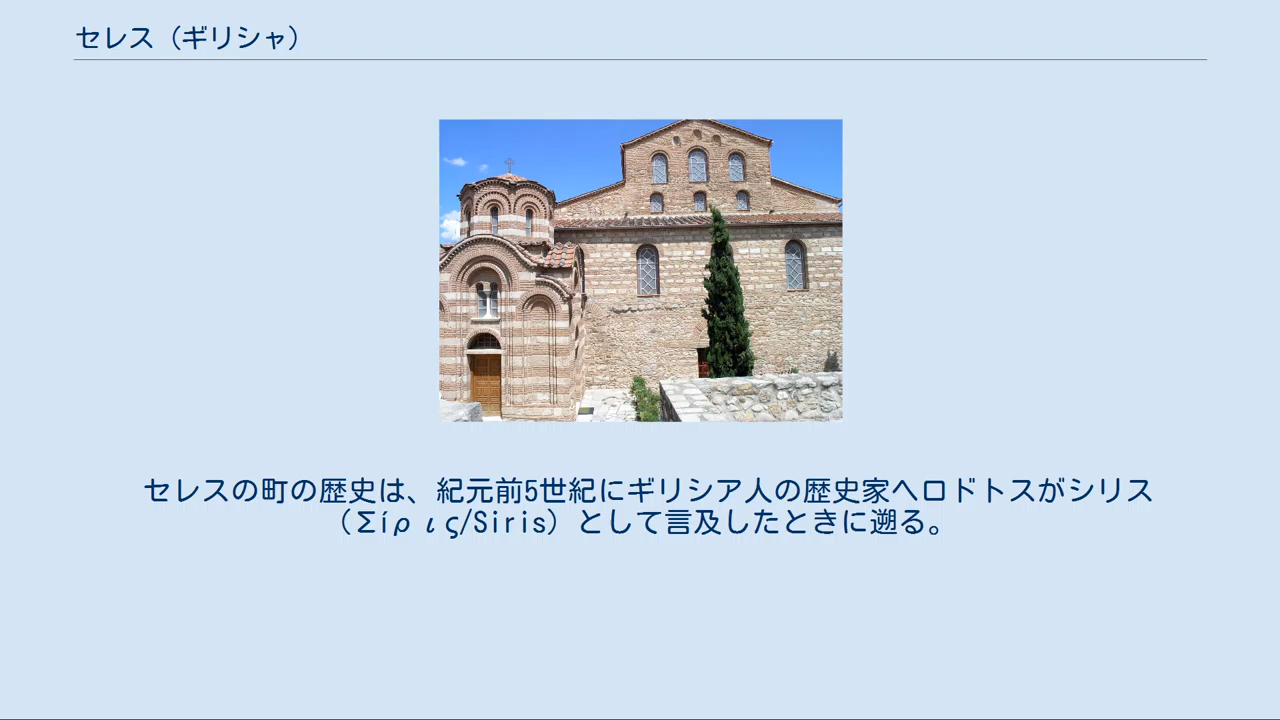 セレス（ギリシャ）
セレスの町の歴史は、紀元前5世紀にギリシア人の歴史家ヘロドトスがシリス
（Σíρις/Siris）として言及したときに遡る。